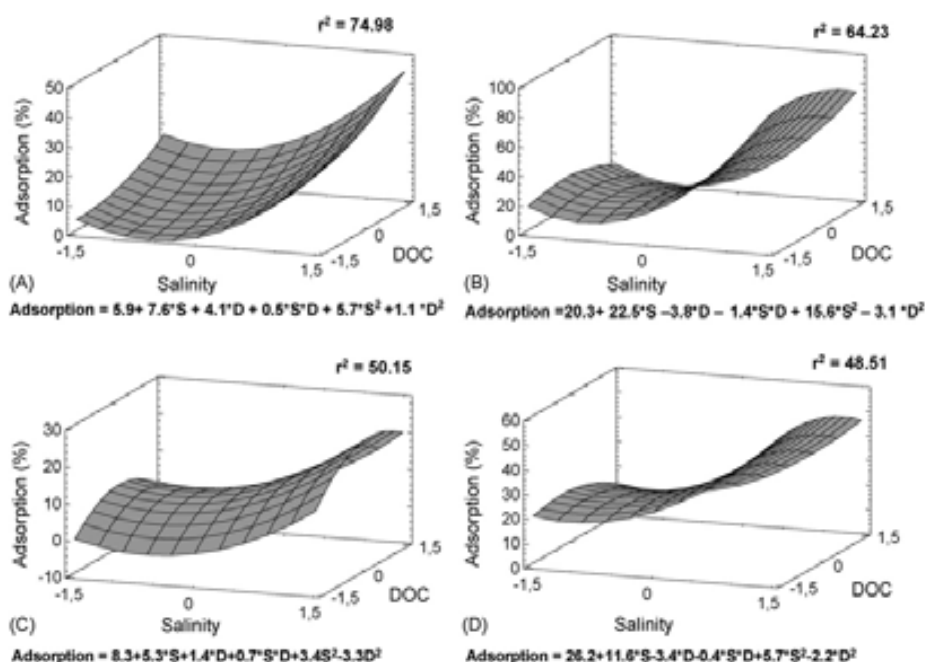 r² = 74.98
Adsorption (%)
50
40
30
20
10
0
-1,5
0
1,5
Salinity
-1,5
0
1,5
DOC
(A)
Adsorption = 5.9+ 7.6*S + 4.1*D + 0.5*S*D + 5.7*S² +1.1 *D²
r² = 64.23
Adsorption (%)
100
80
60
40
20
0
-1,5
0
1,5
Salinity
-1,5
0
1,5
DOC
(B)
Adsorption =20.3+ 22.5*S –3.8*D – 1.4*S*D + 15.6*S² – 3.1 *D²
r² = 50.15
Adsorption (%)
30
20
10
0
-10
-1,5
0
1,5
Salinity
-1,5
0
1,5
DOC
(C)
Adsorption = 8.3+5.3*S+1.4*D+0.7*S*D+3.4S²-3.3D²
r² = 48.51
Adsorption (%)
60
50
40
30
20
10
0
-1,5
0
1,5
Salinity
-1,5
0
1,5
DOC
(D)
Adsorption = 26.2+11.6*S-3.4*D-0.4*S*D+5.7*S²-2.2*D²